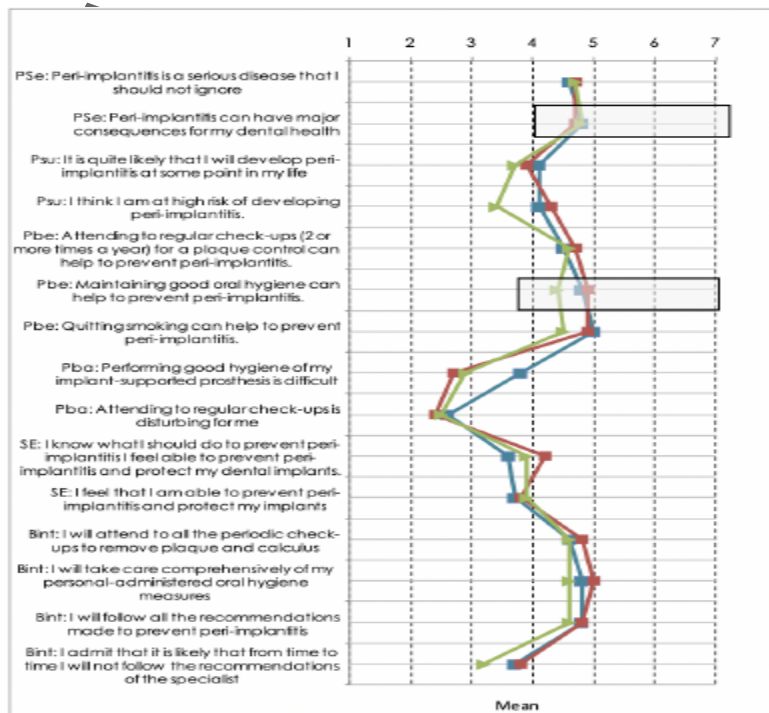 1 2 3 4 5 6 7
PSe: Peri-implantitis is a serious disease that I
should not ignore
PSe: Peri-implantitis can have major
consequences for my dental health
Psu: It is quite likely that I will develop peri-
implantitis at some point in my life
Psu: I think I am at high risk of developing
peri-implantitis.
Pbe: Attending to regular check-ups (2 or
more times a year) for a plaque control can
help to prevent peri-implantitis.
Pbe: Maintaining good oral hygiene can
help to prevent peri-implantitis.
Pbe: Quitting smoking can help to prevent
peri-implantitis.
Pba: Performing good hygiene of my
implant-supported prosthesis is difficult
Pba: Attending to regular check-ups is
disturbing for me
SE: I know what I should do to prevent peri-
implantitis I feel able to prevent peri-
implantitis and protect my dental implants.
SE: I feel that I am able to prevent peri-
implantitis and protect my implants
Bint: I will attend to all the periodic check-
ups to remove plaque and calculus
Bint: I will take care comprehensively of my
personal-administered oral hygiene
measures
Bint: I will follow all the recommendations
made to prevent peri-implantitis
Bint: I admit that it is likely that from time to
time I will not follow the recommendations
of the specialist
Mean